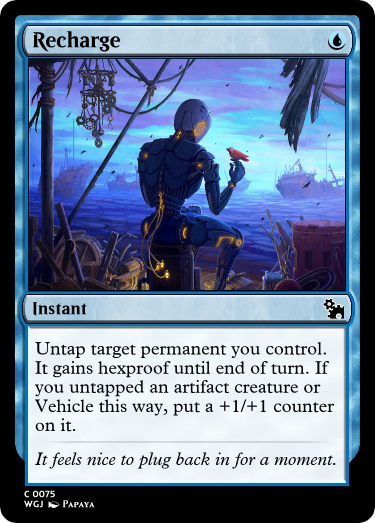 Recharge
Instant
Untap target permanent you control.
It gains hexproof until end of turn. If
you untapped an artifact creature or
Vehicle this way, put a +1/+1 counter
on it.
It feels nice to plug back in for a moment.
C 0075
WGJ Papaya